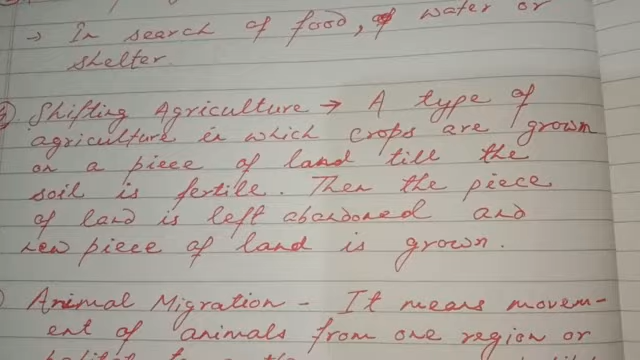 → In search of food, of water or
shelter.
Shifting Agriculture → A type of
agriculture in which crops are grown
on a piece of land till the
soil is fertile. Then the piece
of land is left abandoned and
new piece of land is grown.
Animal Migration - It means movem-
ent of animals from one region or